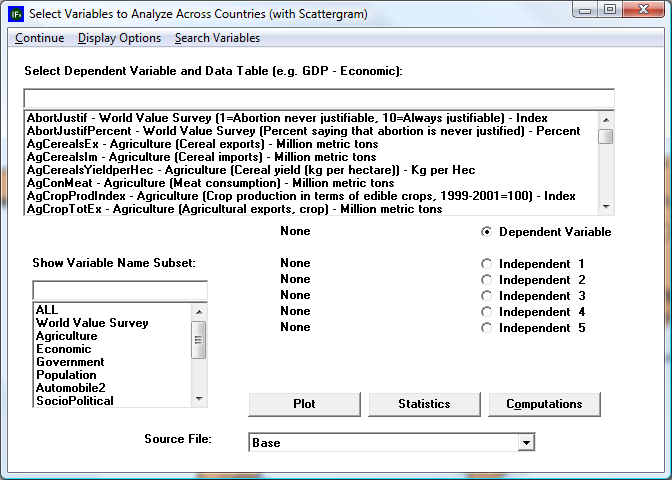 IFs Select Variables to Analyze Across Countries (with Scattergram)
Continue Display Options Search Variables
Select Dependent Variable and Data Table (e.g. GDP - Economic):
AbortJustif - World Value Survey (1=Abortion never justifiable, 10=Always justifiable) - Index
AbortJustifPercent - World Value Survey (Percent saying that abortion is never justified) - Percent
AgCerealsEx - Agriculture (Cereal exports) - Million metric tons
AgCerealsIm - Agriculture (Cereal imports) - Million metric tons
AgCerealsYieldperHec - Agriculture (Cereal yield (kg per hectare)) - Kg per Hec
AgConMeat - Agriculture (Meat consumption) - Million metric tons
AgCropProdIndex - Agriculture (Crop production in terms of edible crops, 1999-2001=100) - Index
AgCropTotEx - Agriculture (Agricultural exports, crop) - Million metric tons
None Dependent Variable
Show Variable Name Subset:
None Independent 1
None Independent 2
None Independent 3
None Independent 4
None Independent 5
ALL
World Value Survey
Agriculture
Economic
Government
Population
Automobile2
SocioPolitical
Plot Statistics Computations
Source File: Base